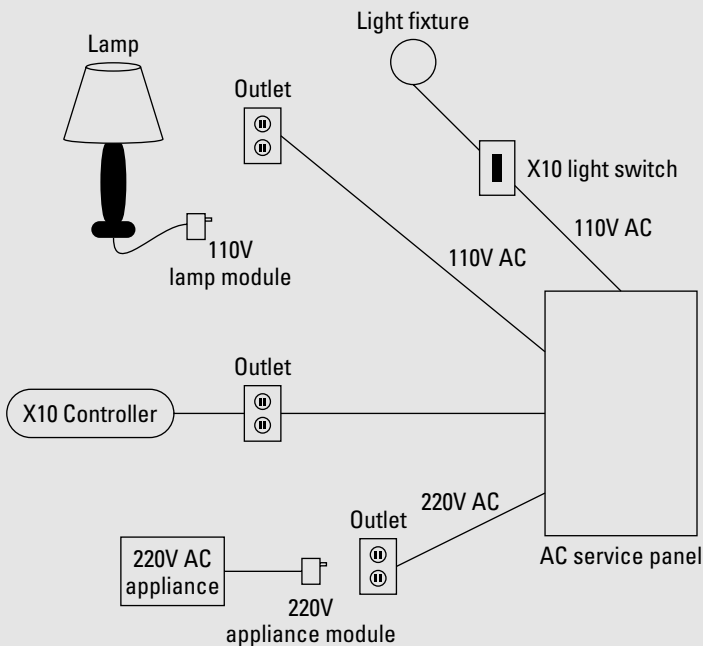 Light fixture
Lamp
Outlet
X10 light switch
110V
lamp module
110V AC
110V AC
Outlet
X10 Controller
220V AC
Outlet
AC service panel
220V AC
appliance
220V
appliance module